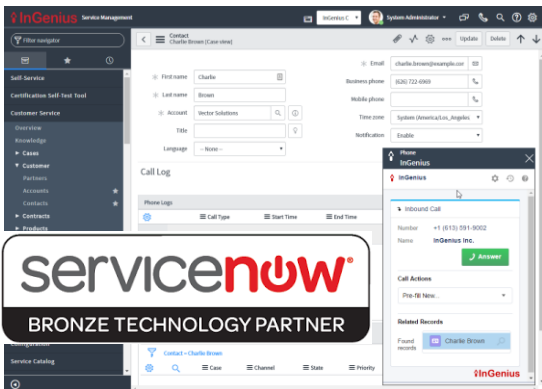 InGenius Service Management
InGenius C
System Administrator
Filter navigator
Contact
Charlie Brown (Case view)
Update
Delete
Self-Service
Certification Self-Test Tool
Customer Service
Overview
Knowledge
Cases
Customer
Partners
Accounts
Contacts
Contracts
Products
First name
Charlie
Last name
Brown
Account
Vector Solutions
Title
Language
-- None --
Email
charlie.brown@example.com
Business phone
(626) 722-6969
Mobile phone
Time zone
System (America/Los_Angeles
Notification
Enable
Call Log
Phone Logs
Call Type
Start Time
End Time
Phone
InGenius
InGenius
Inbound Call
Number +1 (613) 591-9002
Name InGenius Inc.
Answer
Call Actions
Pre-fill New...
Related Records
Found records
Charlie Brown
InGenius
servicenow
BRONZE TECHNOLOGY PARTNER
Configuration
Service Catalog
Contact = Charlie Brown
Case
Channel
State
Priority